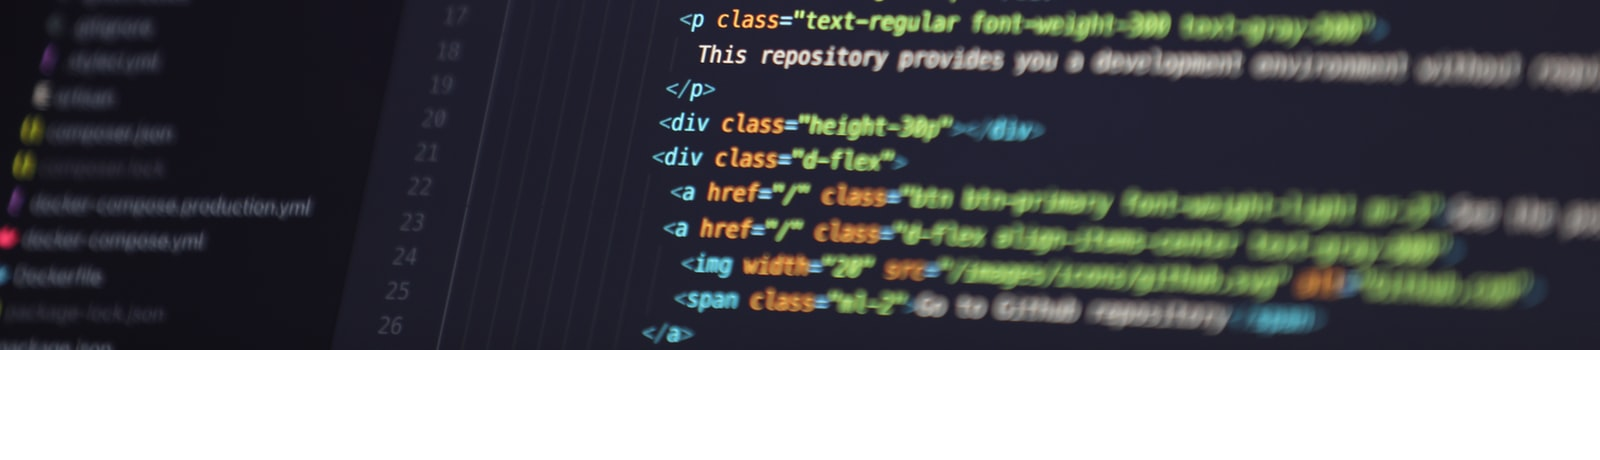 .gitignore
.styleci.yml
artisan
composer.json
composer.lock
docker-compose.production.yml
docker-compose.yml
Dockerfile
package-lock.json
package.json
17 <p class="text-regular font-weight-300 text-gray-500">
18 This repository provides you a development environment without requi
19 </p>
20 <div class="height-30p"></div>
21 <div class="d-flex">
22 <a href="/" class="btn btn-primary font-weight-light
23 <a href="/" class="d-flex align-items-center text-gray-600">
24 <img width="20" src="/images/icons/github.svg" alt="Github.svg">
25 <span class="ml-2">Go to Github repository</span>
26 </a>